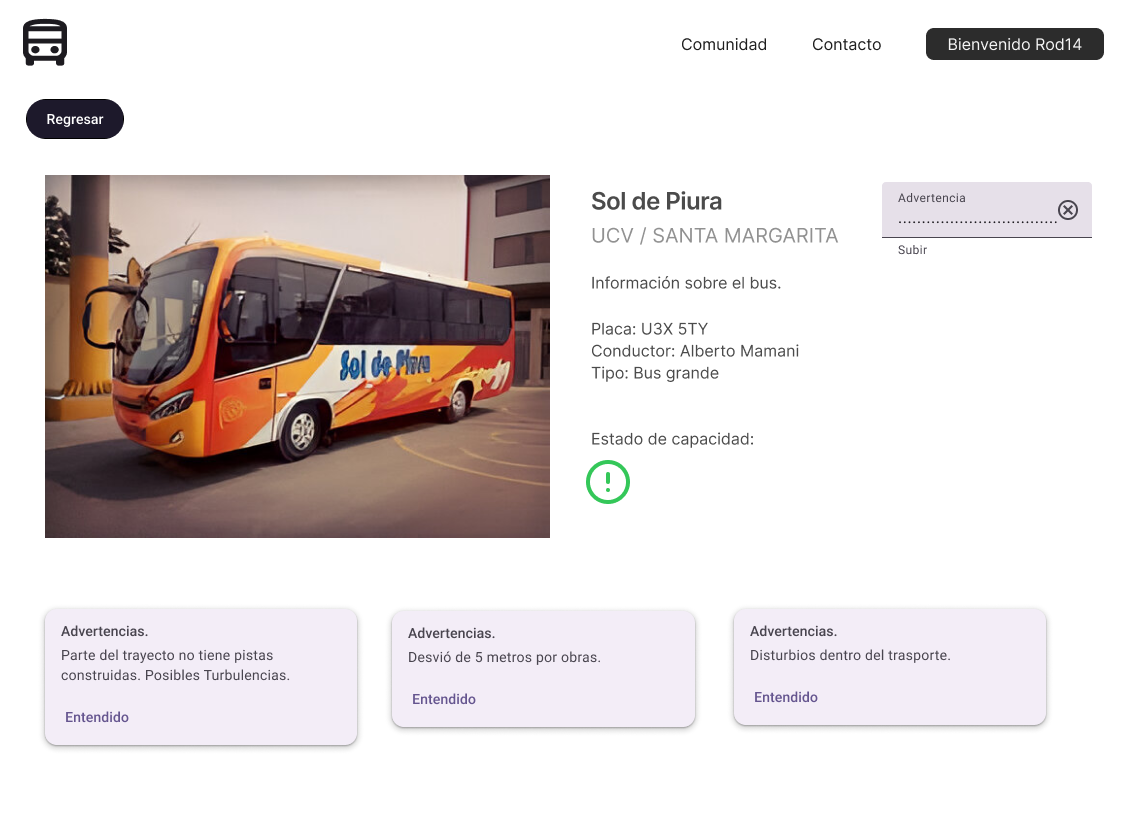 Comunidad
Contacto
Bienvenido Rod14
Regresar
Sol de Piura
Sol de Piura
UCV / SANTA MARGARITA
Información sobre el bus.
Placa: U3X 5TY
Conductor: Alberto Mamani
Tipo: Bus grande
Estado de capacidad:
Advertencia
..................................
Subir
Advertencias.
Parte del trayecto no tiene pistas
construidas. Posibles Turbulencias.
Entendido
Advertencias.
Desvió de 5 metros por obras.
Entendido
Advertencias.
Disturbios dentro del trasporte.
Entendido